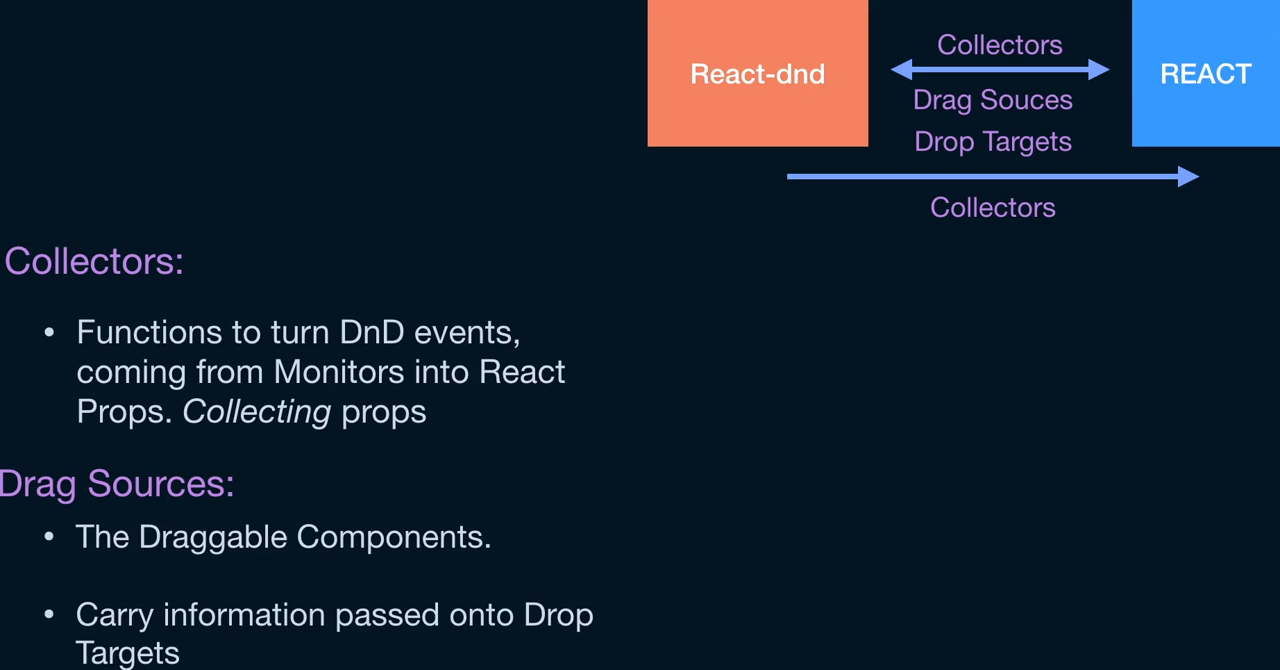 React-dnd
Collectors
REACT
Drag Souces
Drop Targets
Collectors
Collectors:
• Functions to turn DnD events,
coming from Monitors into React
Props. Collecting props
Drag Sources:
• The Draggable Components.
• Carry information passed onto Drop
Targets